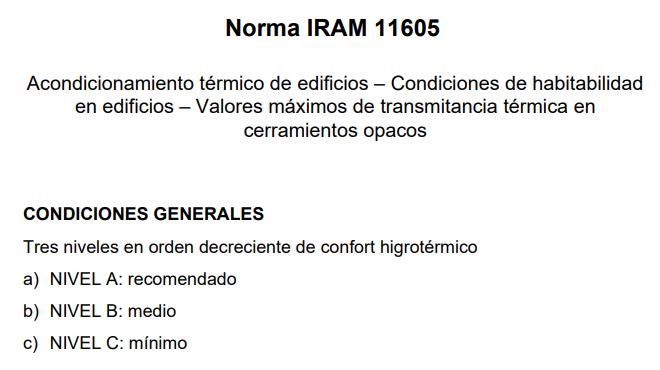 Norma IRAM 11605
Acondicionamiento térmico de edificios – Condiciones de habitabilidad
en edificios – Valores máximos de transmitancia térmica en
cerramientos opacos
CONDICIONES GENERALES
Tres niveles en orden decreciente de confort higrotérmico
a) NIVEL A: recomendado
b) NIVEL B: medio
c) NIVEL C: mínimo